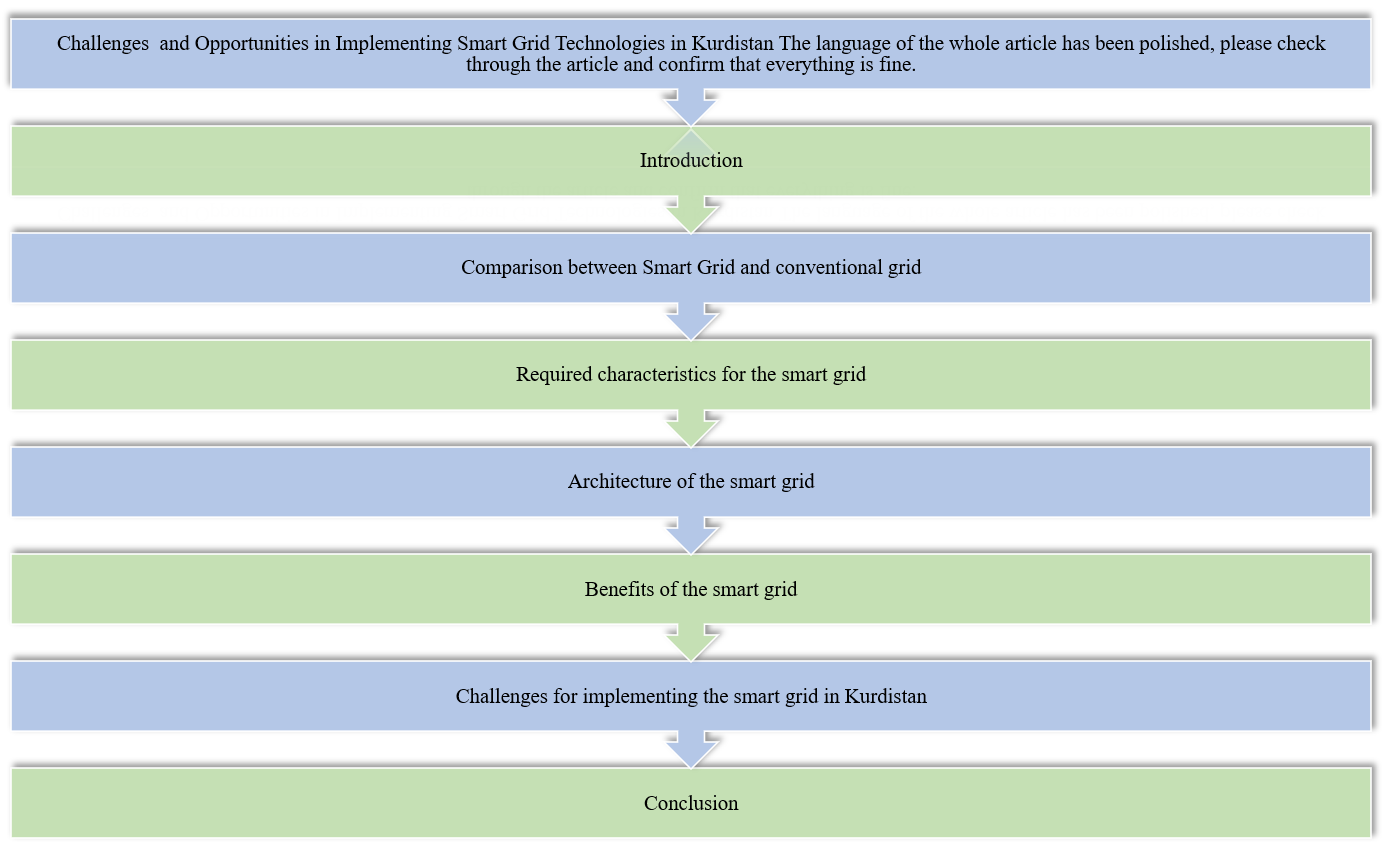 Challenges  and Opportunities in Implementing Smart Grid Technologies in Kurdistan The language of the whole article has been polished, please check
through the article and confirm that everything is fine.
Introduction
Comparison between Smart Grid and conventional grid
Required characteristics for the smart grid
Architecture of the smart grid
Benefits of the smart grid
Challenges for implementing the smart grid in Kurdistan
Conclusion